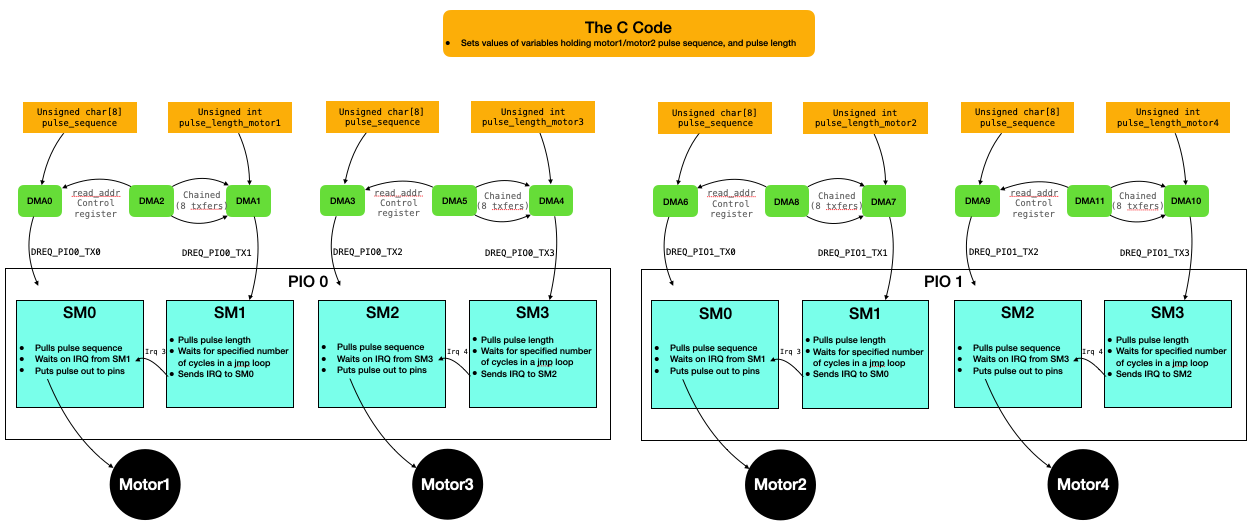 The C Code
• Sets values of variables holding motor1/motor2 pulse sequence, and pulse length
Unsigned char[8]
pulse_sequence
Unsigned int
pulse_length_motor1
Unsigned char[8]
pulse_sequence
Unsigned int
pulse_length_motor3
Unsigned char[8]
pulse_sequence
Unsigned int
pulse_length_motor2
Unsigned char[8]
pulse_sequence
Unsigned int
pulse_length_motor4
DMA0
read_addr
Control
register
DMA2
Chained
(8 txfers)
DMA1
DMA3
read_addr
Control
register
DMA5
Chained
(8 txfers)
DMA4
DMA6
read_addr
Control
register
DMA8
Chained
(8 txfers)
DMA7
DMA9
read_addr
Control
register
DMA11
Chained
(8 txfers)
DMA10
DREQ_PIO0_TX0
DREQ_PIO0_TX1
DREQ_PIO0_TX2
DREQ_PIO0_TX3
DREQ_PIO1_TX0
DREQ_PIO1_TX1
DREQ_PIO1_TX2
DREQ_PIO1_TX3
PIO 0
SM0
• Pulls pulse sequence
• Waits on IRQ from SM1
• Puts pulse out to pins
Irq 3
SM1
• Pulls pulse length
• Waits for specified number
of cycles in a jmp loop
• Sends IRQ to SM0
SM2
• Pulls pulse sequence
• Waits on IRQ from SM3
• Puts pulse out to pins
Irq 4
SM3
• Pulls pulse length
• Waits for specified number
of cycles in a jmp loop
• Sends IRQ to SM2
PIO 1
SM0
• Pulls pulse sequence
• Waits on IRQ from SM1
• Puts pulse out to pins
Irq 3
SM1
• Pulls pulse length
• Waits for specified number
of cycles in a jmp loop
• Sends IRQ to SM0
SM2
• Pulls pulse sequence
• Waits on IRQ from SM3
• Puts pulse out to pins
Irq 4
SM3
• Pulls pulse length
• Waits for specified number
of cycles in a jmp loop
• Sends IRQ to SM2
Motor1
Motor3
Motor2
Motor4